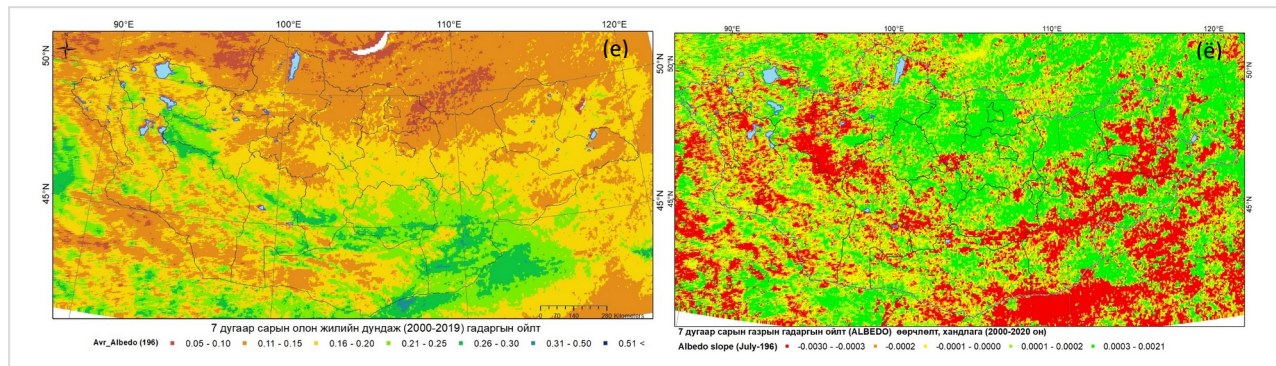 90°E 100°E 110°E 120°E
(е)
50°N 50°N
45°N 45°N
0 70 140 280 Kilometers
7 дугаар сарын олон жилийн дундаж (2000-2019) гадаргын ойлт
Avr_Albedo (196) 0.05 - 0.10 0.11 - 0.15 0.16 - 0.20 0.21 - 0.25 0.26 - 0.30 0.31 - 0.50 0.51 <
90°E 100°E 110°E 120°E
(ё)
50°N 50°N
45°N 45°N
7 дугаар сарын газрын гадаргын ойлт (ALBEDO) өөрчлөлт, хандлага (2000-2020 он)
Albedo slope (July-196) -0.0030 - -0.0003 -0.0002 -0.0001 - 0.0000 0.0001 - 0.0002 0.0003 - 0.0021